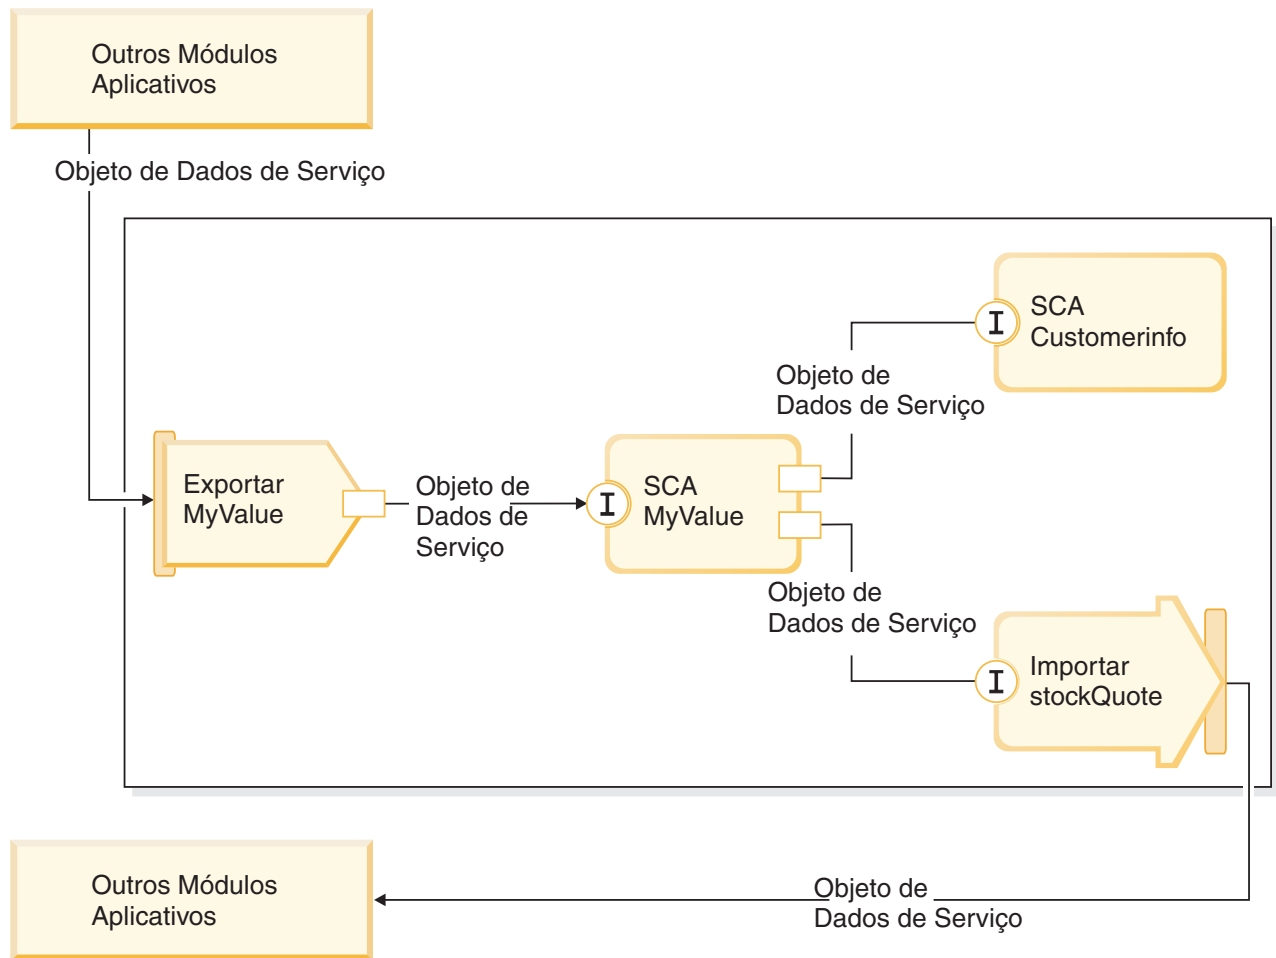 Outros Módulos
Aplicativos
Objeto de Dados de Serviço
SCA
Customerinfo
Objeto de
Dados de Serviço
Exportar
MyValue
Objeto de
Dados de
Serviço
SCA
MyValue
Objeto de
Dados de Serviço
Importar
stockQuote
Outros Módulos
Aplicativos
Objeto de
Dados de Serviço
I
I
I